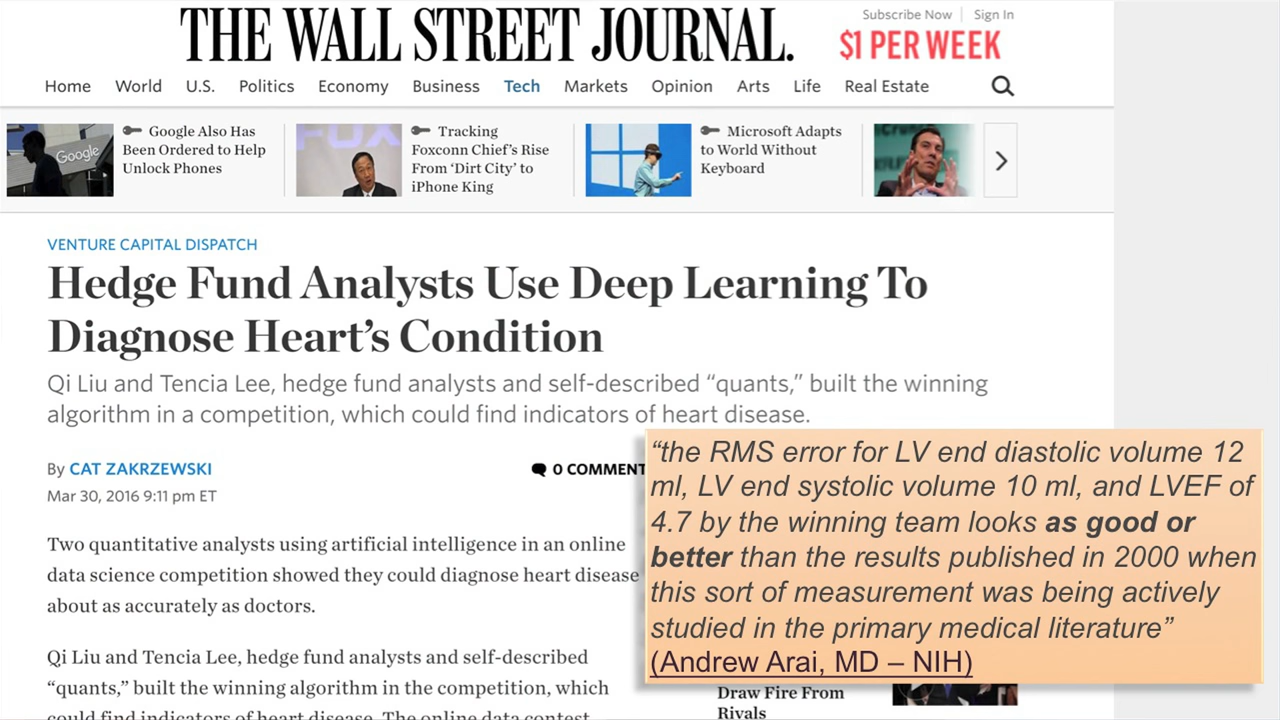 THE WALL STREET JOURNAL.
Subscribe Now | Sign In
$1 PER WEEK
Home World U.S. Politics Economy Business Tech Markets Opinion Arts Life Real Estate
Google
Google Also Has
Been Ordered to Help
Unlock Phones
Tracking
Foxconn Chief's Rise
From ‘Dirt City’ to
iPhone King
Microsoft Adapts
to World Without
Keyboard
VENTURE CAPITAL DISPATCH
Hedge Fund Analysts Use Deep Learning To
Diagnose Heart’s Condition
Qi Liu and Tencia Lee, hedge fund analysts and self-described “quants,” built the winning
algorithm in a competition, which could find indicators of heart disease.
By CAT ZAKRZEWSKI
0 COMMENT
Mar 30, 2016 9:11 pm ET
Two quantitative analysts using artificial intelligence in an online
data science competition showed they could diagnose heart disease
about as accurately as doctors.
Qi Liu and Tencia Lee, hedge fund analysts and self-described
“quants,” built the winning algorithm in the competition, which
could find indicators of heart disease. The online data contest
“the RMS error for LV end diastolic volume 12
ml, LV end systolic volume 10 ml, and LVEF of
4.7 by the winning team looks as good or
better than the results published in 2000 when
this sort of measurement was being actively
studied in the primary medical literature”
(Andrew Arai, MD – NIH)
Draw Fire From
Rivals